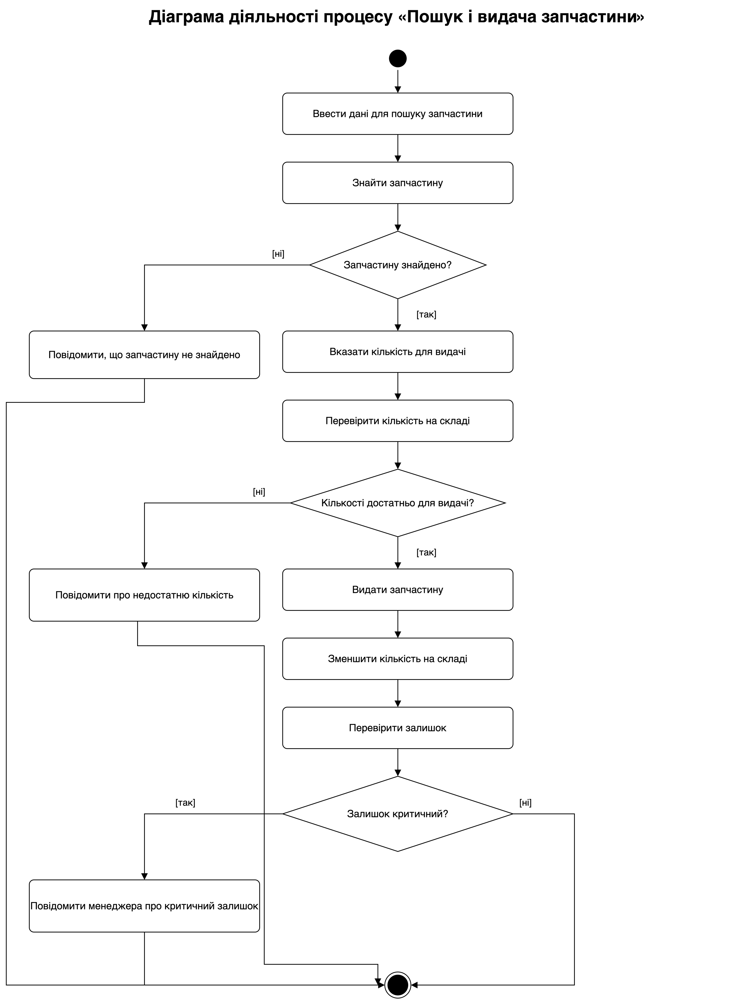 Діаграма діяльності процесу «Пошук і видача запчастини»
Ввести дані для пошуку запчастини
Знайти запчастину
[ні]
Запчастину знайдено?
[так]
Повідомити, що запчастину не знайдено
Вказати кількість для видачі
Перевірити кількість на складі
[ні]
Кількості достатньо для видачі?
[так]
Повідомити про недостатню кількість
Видати запчастину
Зменшити кількість на складі
Перевірити залишок
[так]
[ні]
Залишок критичний?
Повідомити менеджера про критичний залишок